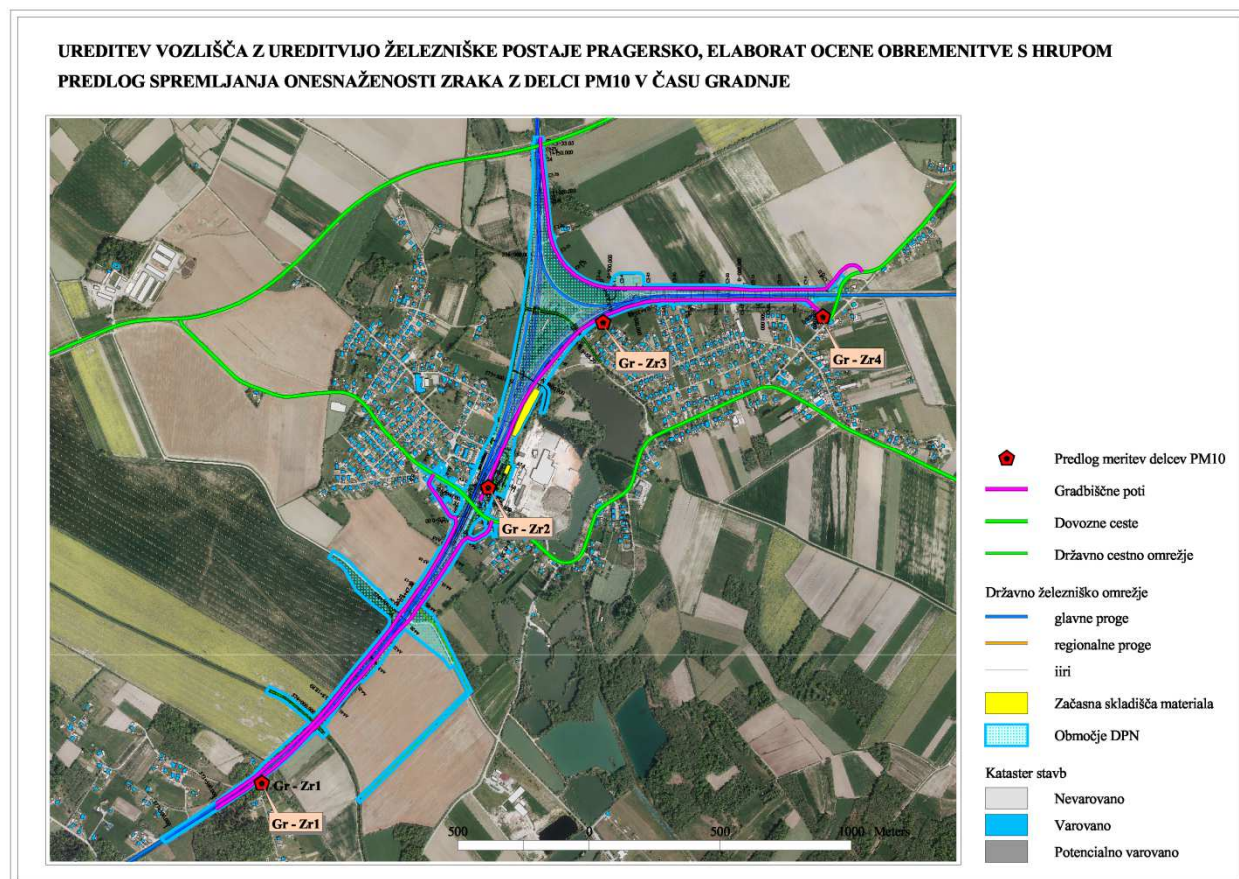 UREDITEV VOZLIŠČA Z UREDITVIJO ŽELEZNIŠKE POSTAJE PRAGERSKO, ELABORAT OCENE OBREMENITVE S HRUPOM
PREDLOG SPREMLJANJA ONESNAŽENOSTI ZRAKA Z DELCI PM10 V ČASU GRADNJE
Gr - Zr3
Gr - Zr4
Gr - Zr2
Gr - Zr1
Gr - Zr1
500 0 500 1000 Meters
Predlog meritev delcev PM10
Gradbiščne poti
Dovozne ceste
Državno cestno omrežje
Državno železniško omrežje
glavne proge
regionalne proge
iiri
Začasna skladišča materiala
Območje DPN
Kataster stavb
Nevarovano
Varovano
Potencialno varovano